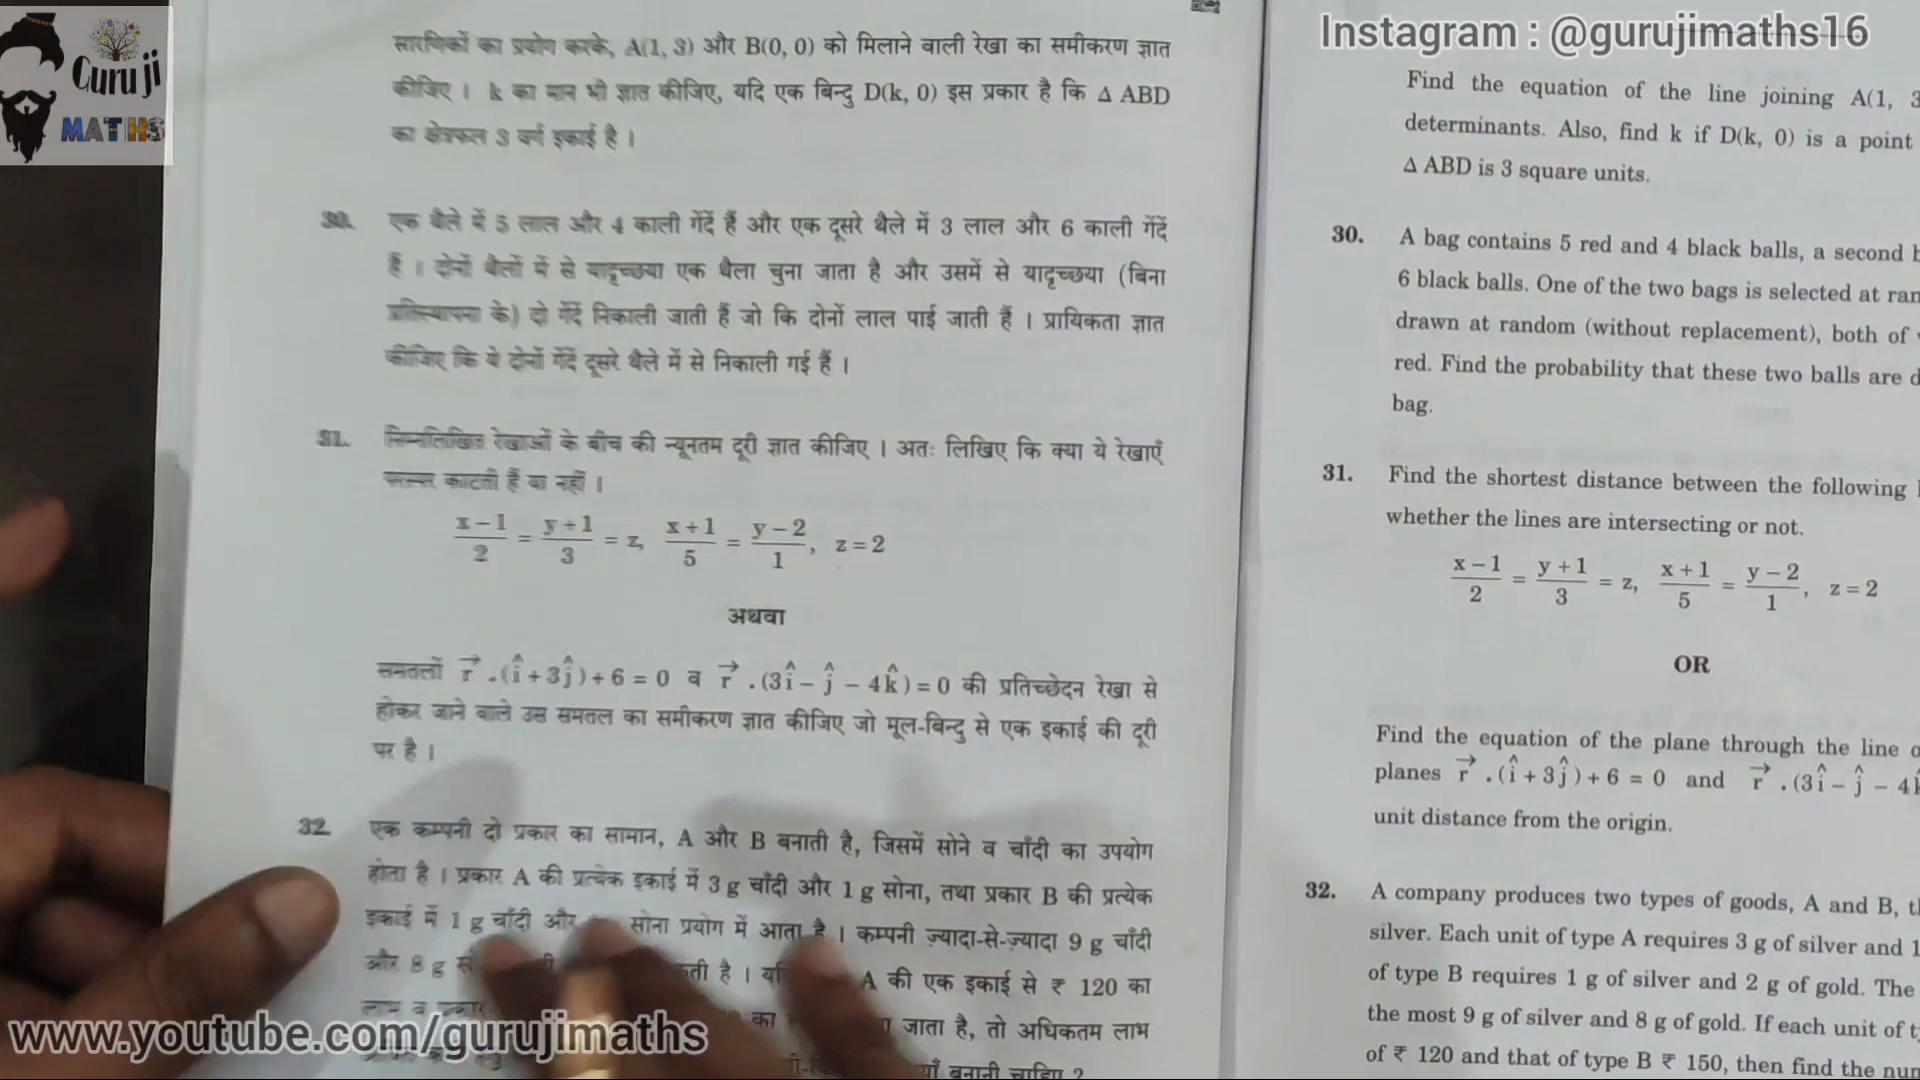 Guruji
MATHS
Instagram : @gurujimaths16
सारणिकों का प्रयोग करके, A(1, 3) और B(0, 0) को मिलाने वाली रेखा का समीकरण ज्ञात
कीजिए । k का मान भी ज्ञात कीजिए, यदि एक बिन्दु D(k, 0) इस प्रकार है कि Δ ABD
का क्षेत्रफल 3 वर्ग इकाई है ।
30. एक थैले में 5 लाल और 4 काली गेंदें हैं और एक दूसरे थैले में 3 लाल और 6 काली गेंदें
हैं । दोनों थैलों में से यादृच्छया एक थैला चुना जाता है और उसमें से यादृच्छया (बिना
प्रतिस्थापना के) दो गेंदें निकाली जाती हैं जो कि दोनों लाल पाई जाती हैं । प्रायिकता ज्ञात
कीजिए कि ये दोनों गेंदें दूसरे थैले में से निकाली गई हैं ।
31. निम्नलिखित रेखाओं के बीच की न्यूनतम दूरी ज्ञात कीजिए । अतः लिखिए कि क्या ये रेखाएँ
परस्पर काटती हैं या नहीं ।
(x – 1)/2 = (y + 1)/3 = z, (x + 1)/5 = (y – 2)/1, z = 2
अथवा
समतलों r⃗ . (î + 3ĵ) + 6 = 0 व r⃗ . (3î – ĵ – 4k̂) = 0 की प्रतिच्छेदन रेखा से
होकर जाने वाले उस समतल का समीकरण ज्ञात कीजिए जो मूल-बिन्दु से एक इकाई की दूरी
पर है ।
32. एक कम्पनी दो प्रकार का सामान, A और B बनाती है, जिसमें सोने व चाँदी का उपयोग
होता है । प्रकार A की प्रत्येक इकाई में 3 g चाँदी और 1 g सोना, तथा प्रकार B की प्रत्येक
इकाई में 1 g चाँदी और सोना प्रयोग में आता है । कम्पनी ज़्यादा-से-ज़्यादा 9 g चाँदी
और 8 g है । A की एक इकाई से ₹ 120 का
लाभ व का जाता है, तो अधिकतम लाभ
बनानी चाहिए ?
Find the equation of the line joining A(1, 3
determinants. Also, find k if D(k, 0) is a point
Δ ABD is 3 square units.
30. A bag contains 5 red and 4 black balls, a second
6 black balls. One of the two bags is selected at
drawn at random (without replacement), both of
red. Find the probability that these two balls are
bag.
31. Find the shortest distance between the following
whether the lines are intersecting or not.
(x – 1)/2 = (y + 1)/3 = z, (x + 1)/5 = (y – 2)/1, z = 2
OR
Find the equation of the plane through the line
planes r⃗ . (î + 3ĵ) + 6 = 0 and r⃗ . (3î – ĵ – 4
unit distance from the origin.
32. A company produces two types of goods, A and B,
silver. Each unit of type A requires 3 g of silver and 1
of type B requires 1 g of silver and 2 g of gold. The
the most 9 g of silver and 8 g of gold. If each unit of
of ₹ 120 and that of type B ₹ 150, then find the
www.youtube.com/gurujimaths